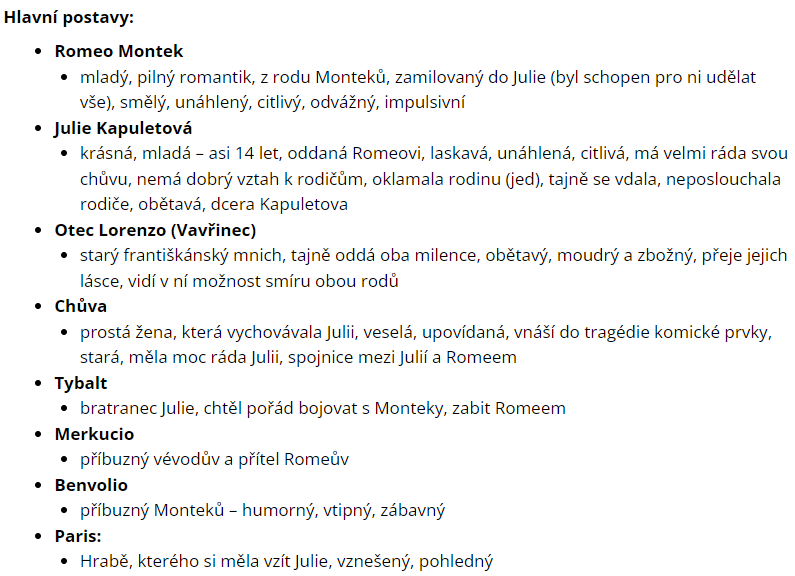 Hlavní postavy:
Romeo Montek
mladý, pilný romantik, z rodu Monteků, zamilovaný do Julie (byl schopen pro ni udělat
vše), smělý, unáhlený, citlivý, odvážný, impulsivní
Julie Kapuletová
krásná, mladá – asi 14 let, oddaná Romeovi, laskavá, unáhlená, citlivá, má velmi ráda svou
chůvu, nemá dobrý vztah k rodičům, oklamala rodinu (jed), tajně se vdala, neposlouchala
rodiče, obětavá, dcera Kapuletova
Otec Lorenzo (Vavřinec)
starý františkánský mnich, tajně oddá oba milence, obětavý, moudrý a zbožný, přeje jejich
lásce, vidí v ní možnost smíru obou rodů
Chůva
prostá žena, která vychovávala Julii, veselá, upovídaná, vnáší do tragédie komické prvky,
stará, měla moc ráda Julii, spojnice mezi Julií a Romeem
Tybalt
bratranec Julie, chtěl pořád bojovat s Monteky, zabit Romeem
Merkucio
příbuzný vévodův a přítel Romeův
Benvolio
příbuzný Monteků – humorný, vtipný, zábavný
Paris:
Hrabě, kterého si měla vzít Julie, vznešený, pohledný